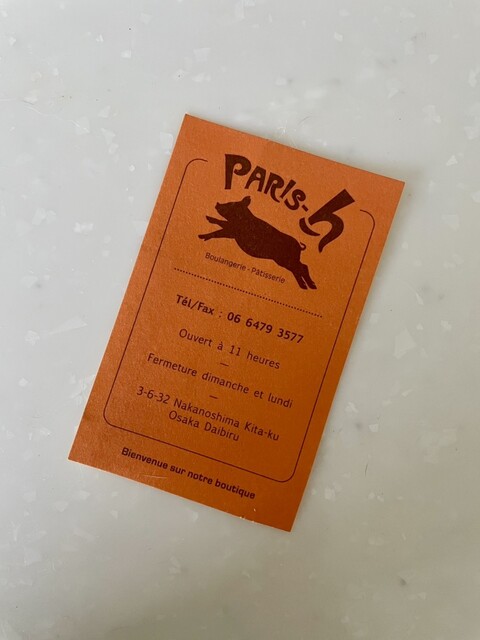 PARIS-h
Boulangerie - Pâtisserie
Tél/Fax : 06 6479 3577
Ouvert à 11 heures
—
Fermeture dimanche et lundi
—
3-6-32 Nakanoshima Kita-ku
Osaka Daibiru
Bienvenue sur notre boutique